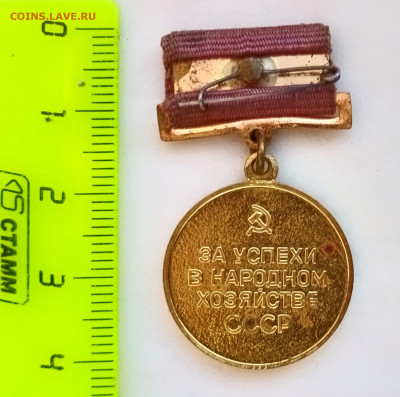 COINS.LAVE.RU
0
1
2
3
4
СТАММ
ЗА УСПЕХИ
В НАРОДНОМ
ХОЗЯЙСТВЕ
СССР